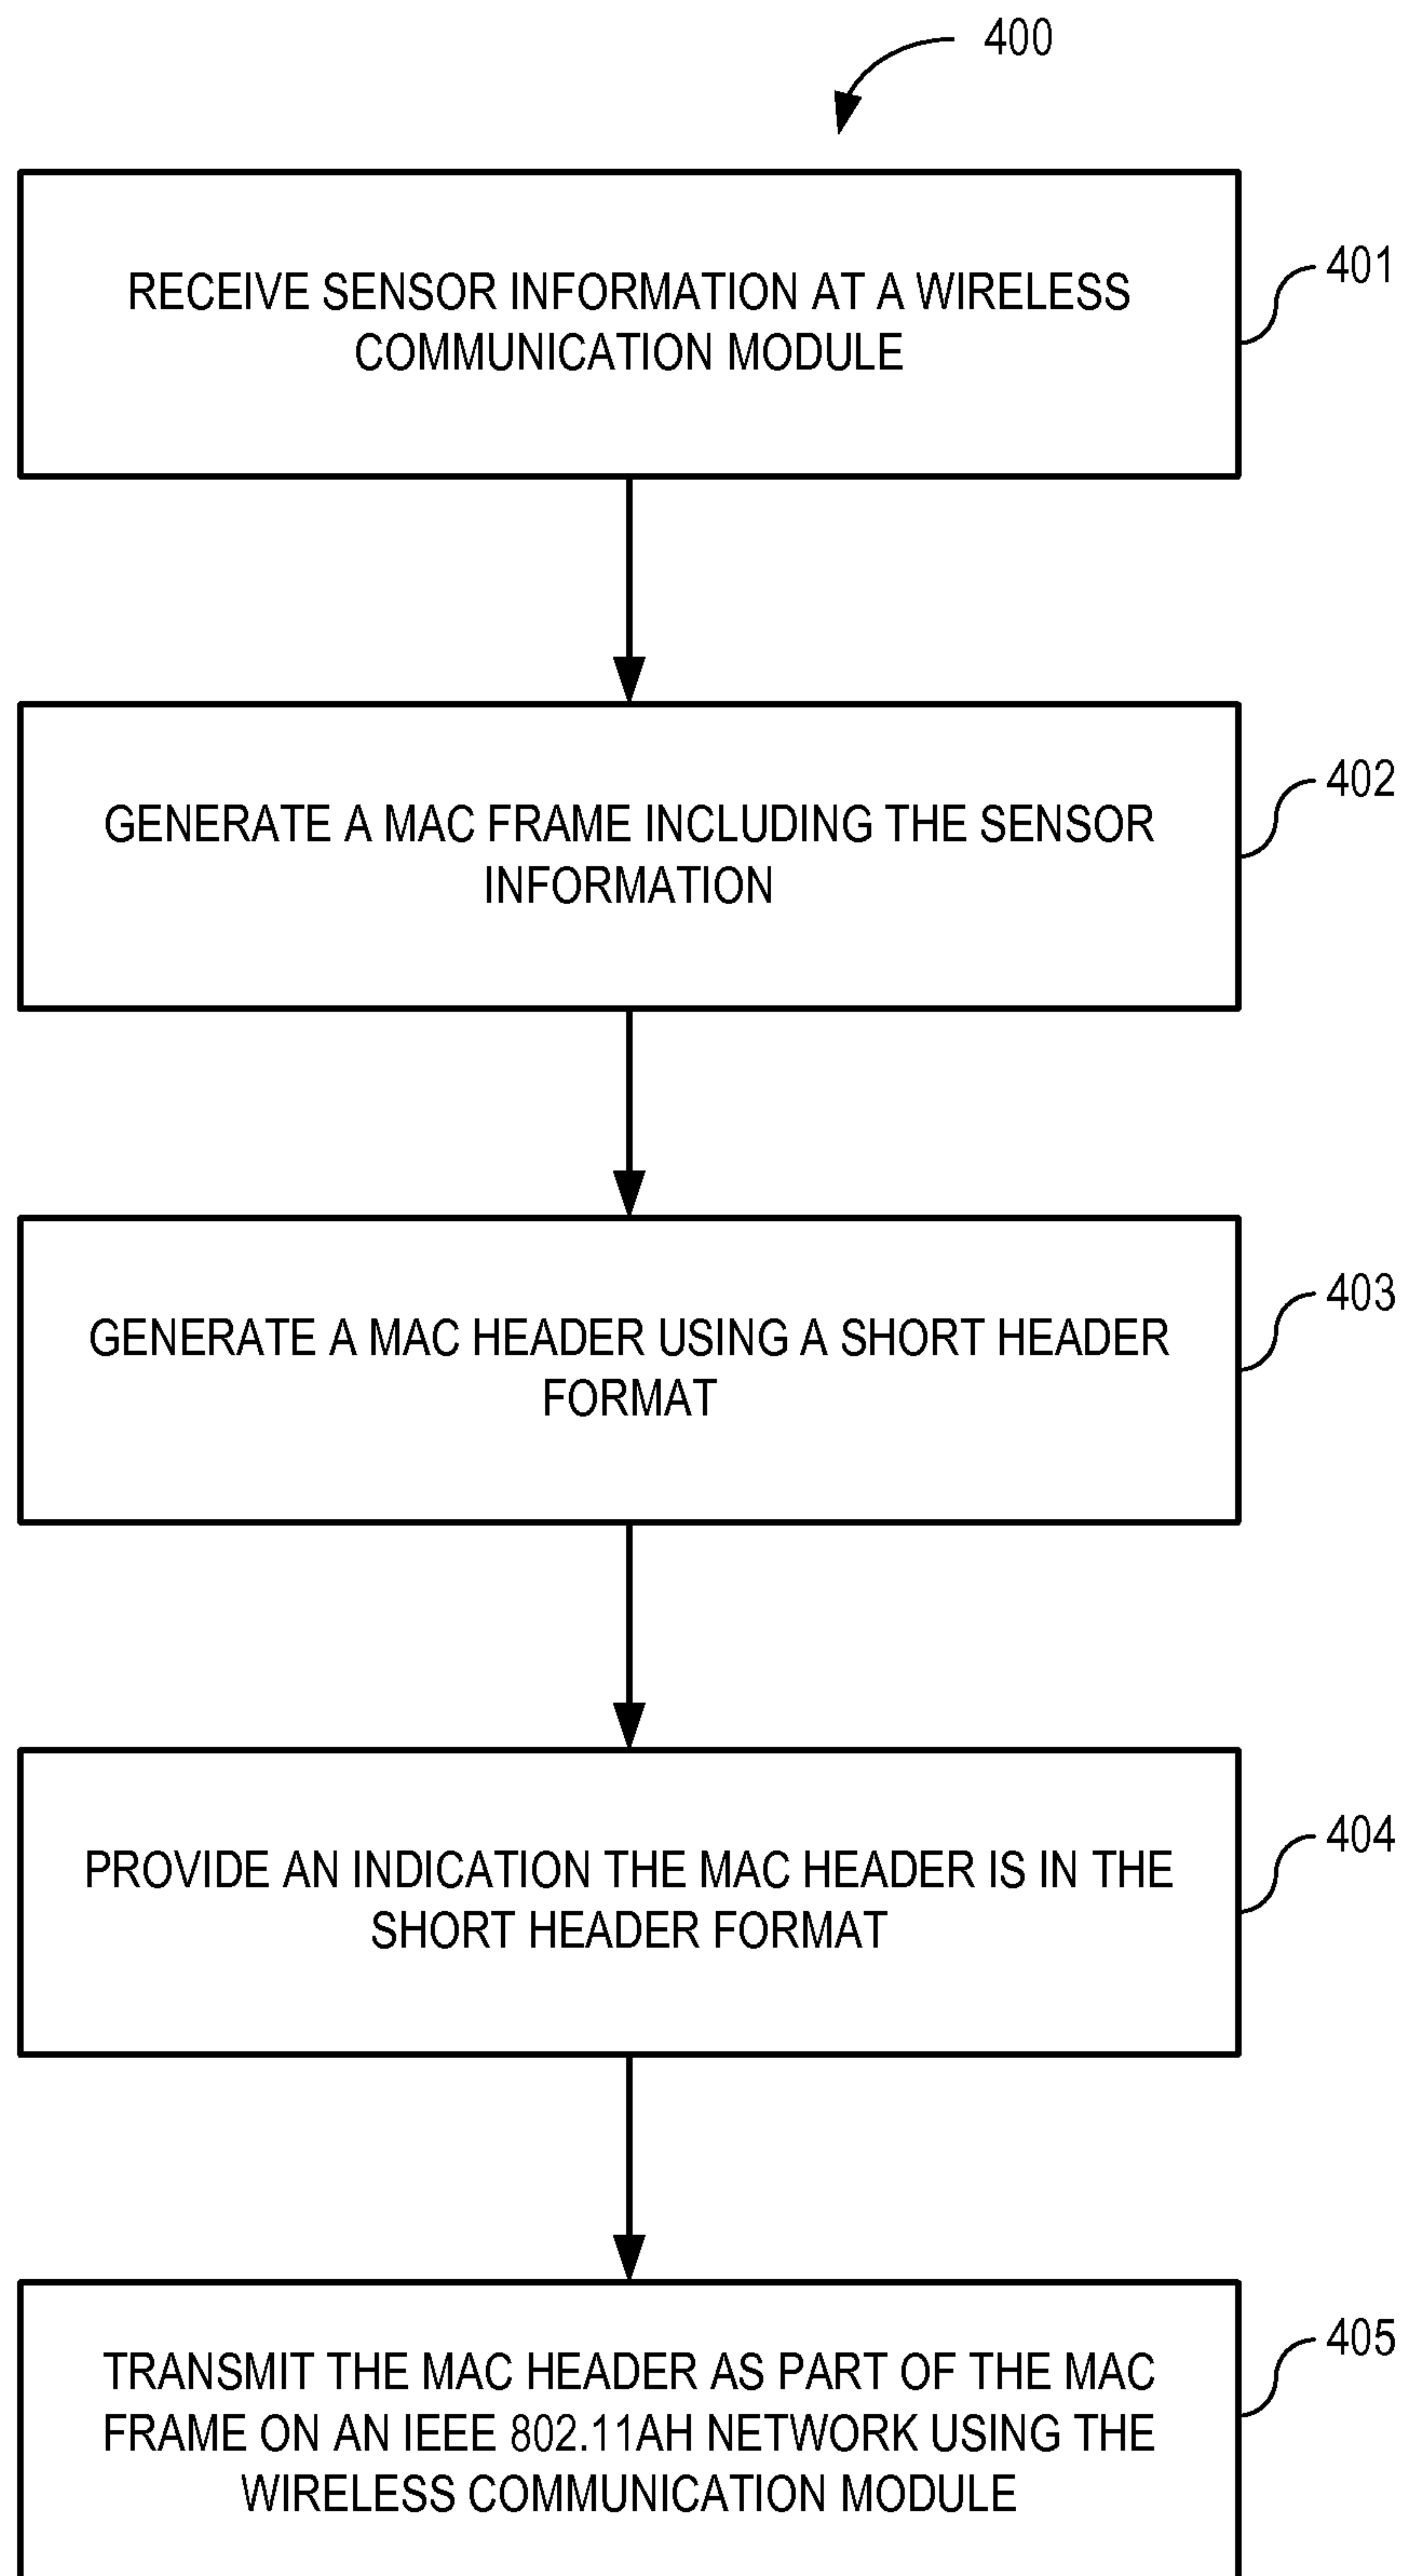 400
RECEIVE SENSOR INFORMATION AT A WIRELESS
COMMUNICATION MODULE
401
GENERATE A MAC FRAME INCLUDING THE SENSOR
INFORMATION
402
GENERATE A MAC HEADER USING A SHORT HEADER
FORMAT
403
PROVIDE AN INDICATION THE MAC HEADER IS IN THE
SHORT HEADER FORMAT
404
TRANSMIT THE MAC HEADER AS PART OF THE MAC
FRAME ON AN IEEE 802.11AH NETWORK USING THE
WIRELESS COMMUNICATION MODULE
405